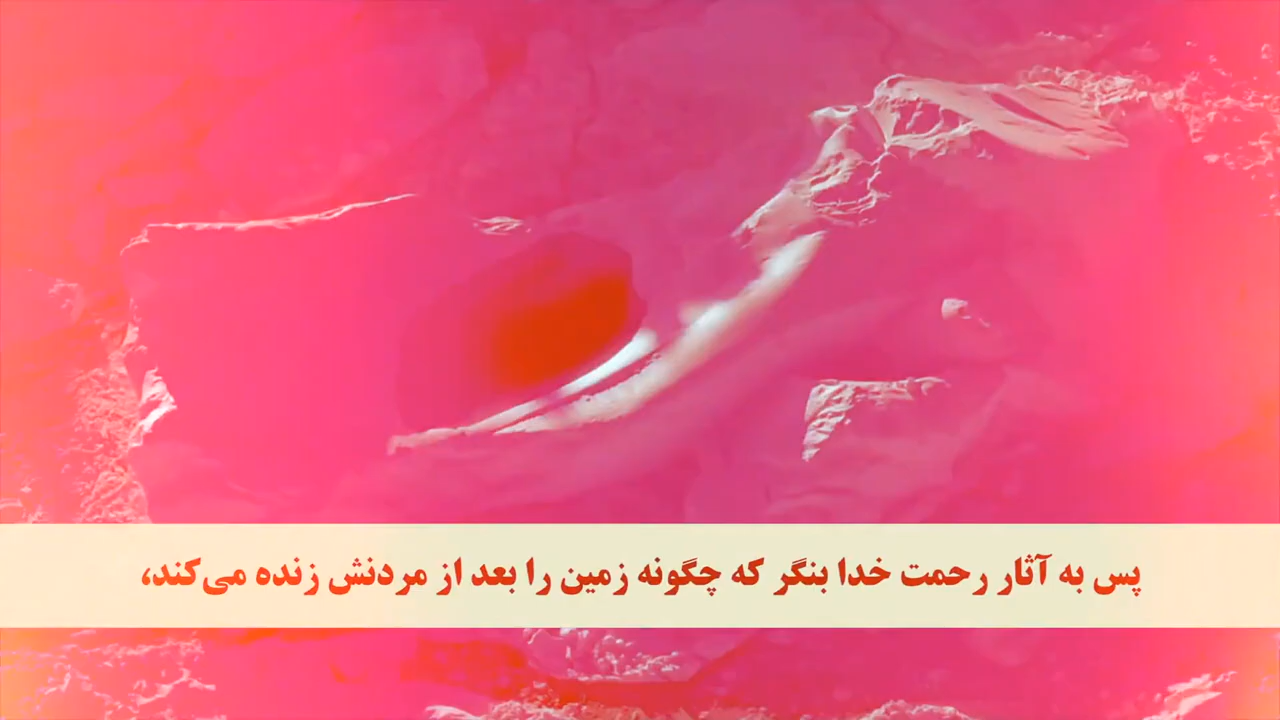 پس به آثار رحمت خدا بنگر که چگونه زمین را بعد از مردنش زنده می‌کند،